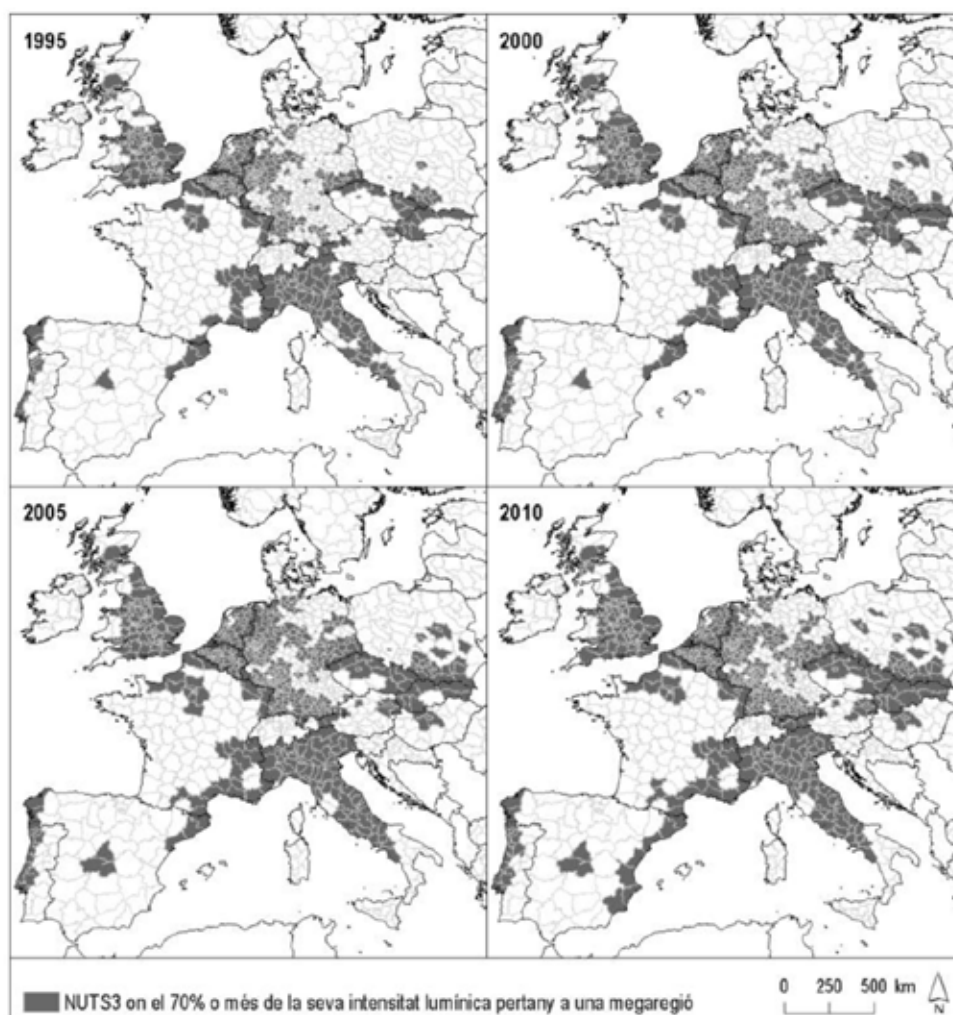 1995
2000
2005
2010
NUTS3 on el 70% o més de la seva intensitat lumínica pertany a una megaregió
0 250 500 km
N